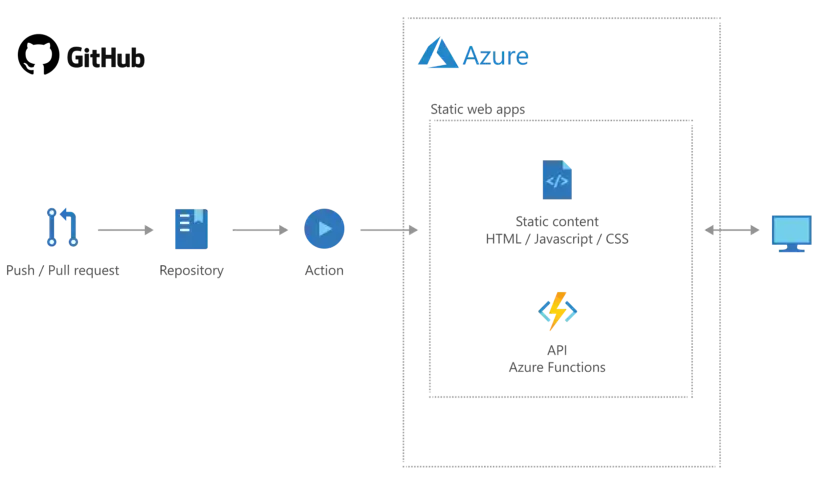 GitHub
Azure
Static web apps
</>
Static content
HTML / Javascript / CSS
Push / Pull request
Repository
Action
API
Azure Functions